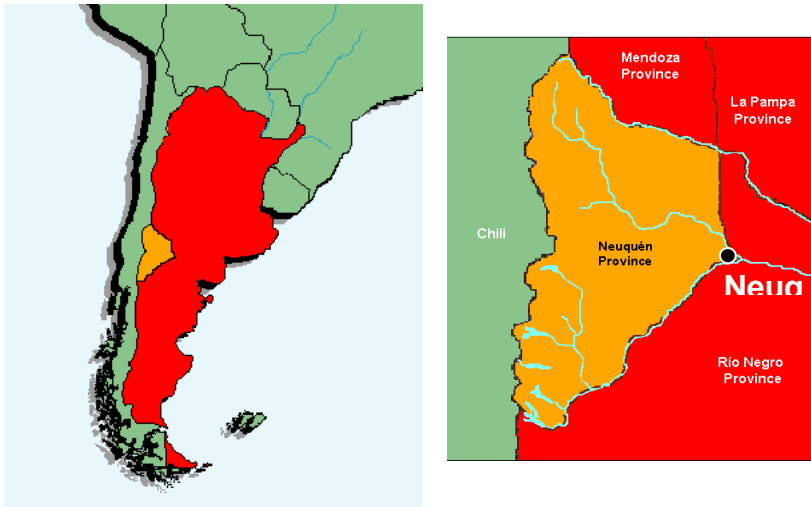 Mendoza
Province
La Pampa
Province
Chili
Neuquén
Province
Neuq
Río Negro
Province